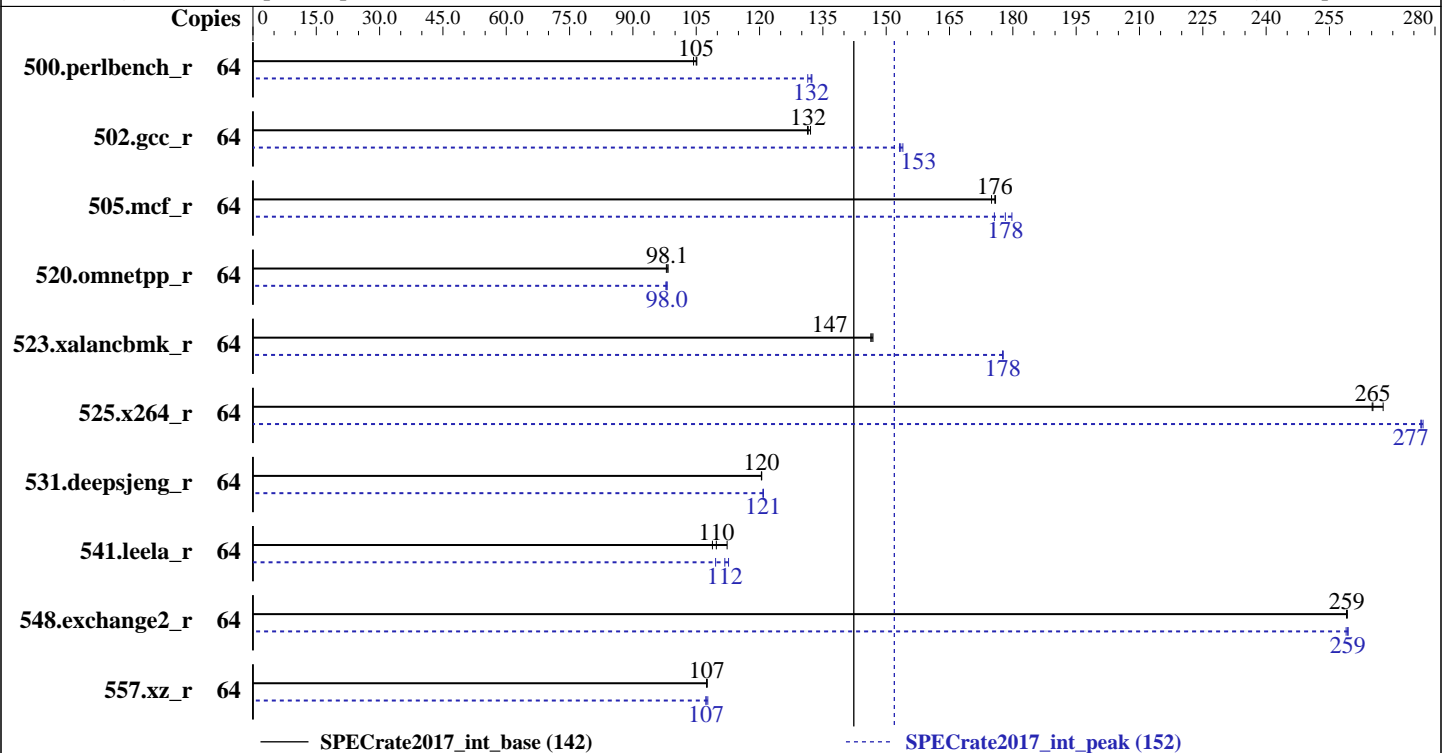 Copies 0 15.0 30.0 45.0 60.0 75.0 90.0 105 120 135 150 165 180 195 210 225 240 255 280
105
500.perlbench_r 64
132
132
502.gcc_r 64
153
176
505.mcf_r 64
178
98.1
520.omnetpp_r 64
98.0
147
523.xalancbmk_r 64
178
265
525.x264_r 64
277
120
531.deepsjeng_r 64
121
110
541.leela_r 64
112
259
548.exchange2_r 64
259
107
557.xz_r 64
107
SPECrate2017_int_base (142) SPECrate2017_int_peak (152)